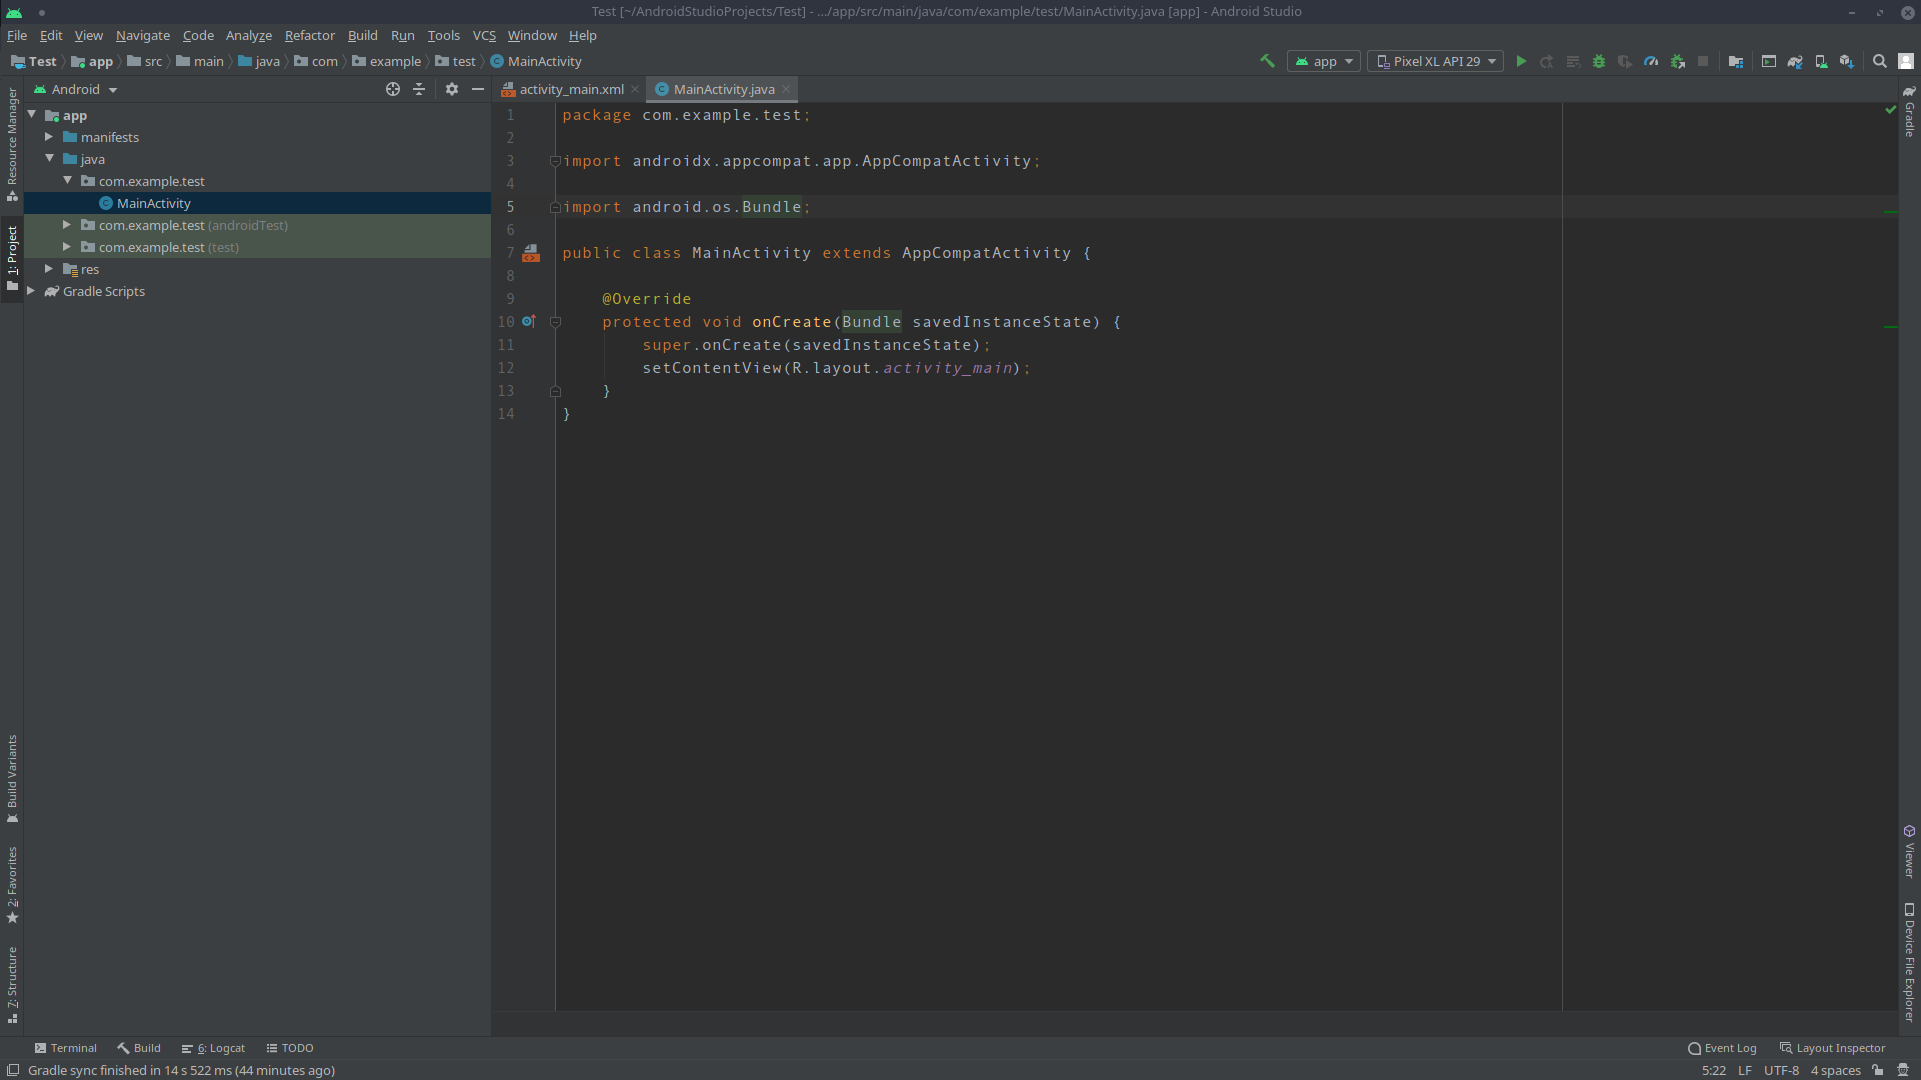 Test [~/AndroidStudioProjects/Test] - .../app/src/main/java/com/example/test/MainActivity.java [app] - Android Studio
File Edit View Navigate Code Analyze Refactor Build Run Tools VCS Window Help
Test app src main java com example test MainActivity app Pixel XL API 29
Android
activity_main.xml MainActivity.java
app
manifests
java
com.example.test
MainActivity
com.example.test (androidTest)
com.example.test (test)
res
Gradle Scripts
Resource Manager
1: Project
Build Variants
2: Favorites
7: Structure
1 package com.example.test;
2
3 import androidx.appcompat.app.AppCompatActivity;
4
5 import android.os.Bundle;
6
7 public class MainActivity extends AppCompatActivity {
8
9 @Override
10 protected void onCreate(Bundle savedInstanceState) {
11 super.onCreate(savedInstanceState);
12 setContentView(R.layout.activity_main);
13 }
14 }
Gradle
Viewer
Device File Explorer
Terminal Build 6: Logcat TODO Event Log Layout Inspector
Gradle sync finished in 14 s 522 ms (44 minutes ago) 5:22 LF UTF-8 4 spaces